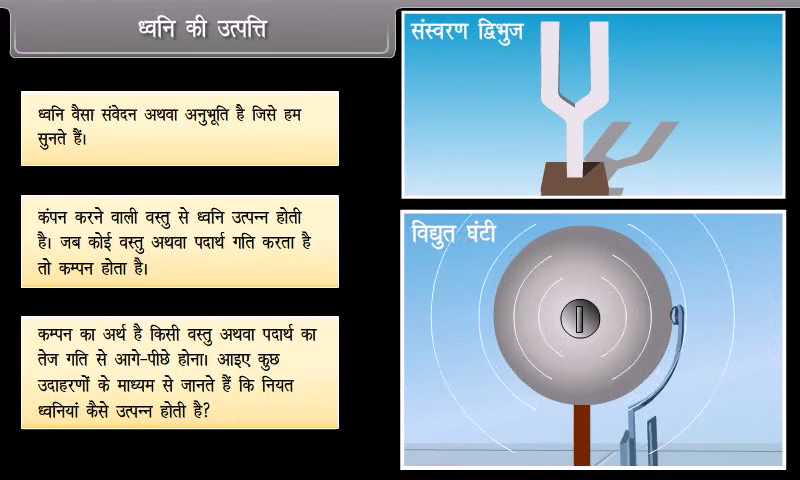 ध्वनि की उत्पत्ति
ध्वनि वैसा संवेदन अथवा अनुभूति है जिसे हम
सुनते हैं।
कंपन करने वाली वस्तु से ध्वनि उत्पन्न होती
है। जब कोई वस्तु अथवा पदार्थ गति करता है
तो कम्पन होता है।
कम्पन का अर्थ है किसी वस्तु अथवा पदार्थ का
तेज गति से आगे-पीछे होना। आइए कुछ
उदाहरणों के माध्यम से जानते हैं कि नियत
ध्वनियां कैसे उत्पन्न होती है?
संस्वरण द्विभुज
विद्युत घंटी